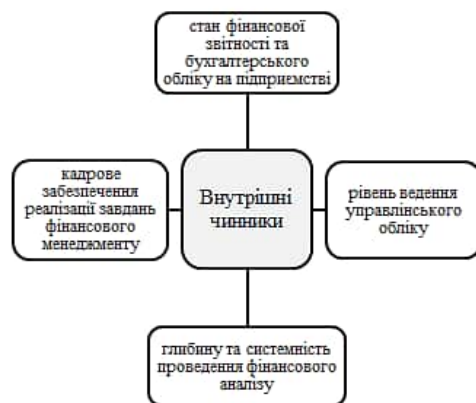 стан фінансової
звітності та
бухгалтерського
обліку на підприємстві
кадрове
забезпечення
реалізації завдань
фінансового
менеджменту
Внутрішні
чинники
рівень ведення
управлінського
обліку
глибину та системність
проведення фінансового
аналізу